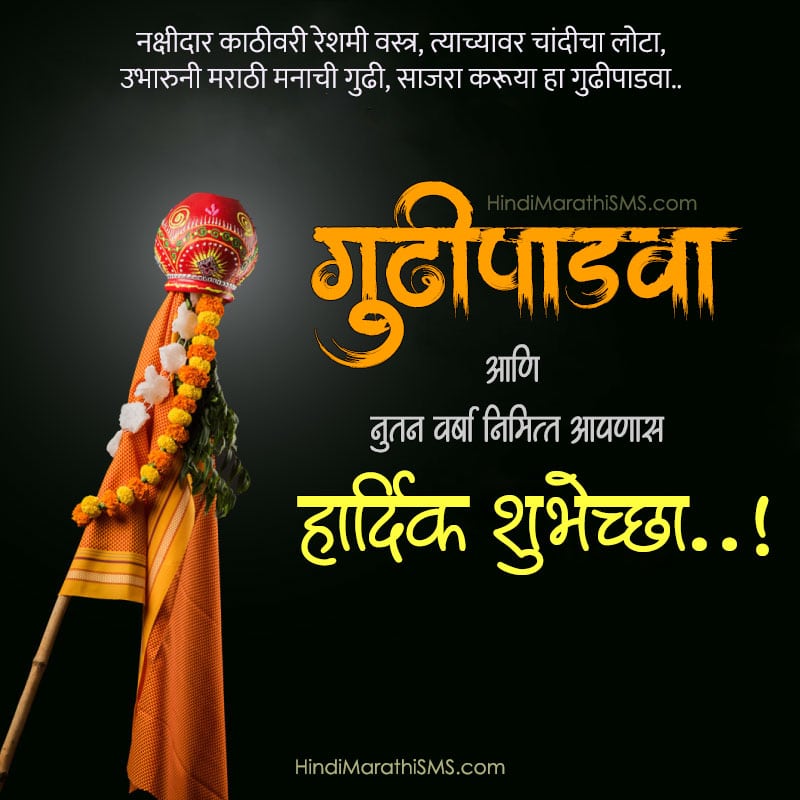 नक्षीदार काठीवरी रेशमी वस्त्र, त्याच्यावर चांदीचा लोटा,
उभारुनी मराठी मनाची गुढी, साजरा करूया हा गुढीपाडवा..
HindiMarathiSMS.com
गुढीपाडवा
आणि
नुतन वर्षा निमित्त आपणास
हार्दिक शुभेच्छा..!
HindiMarathiSMS.com